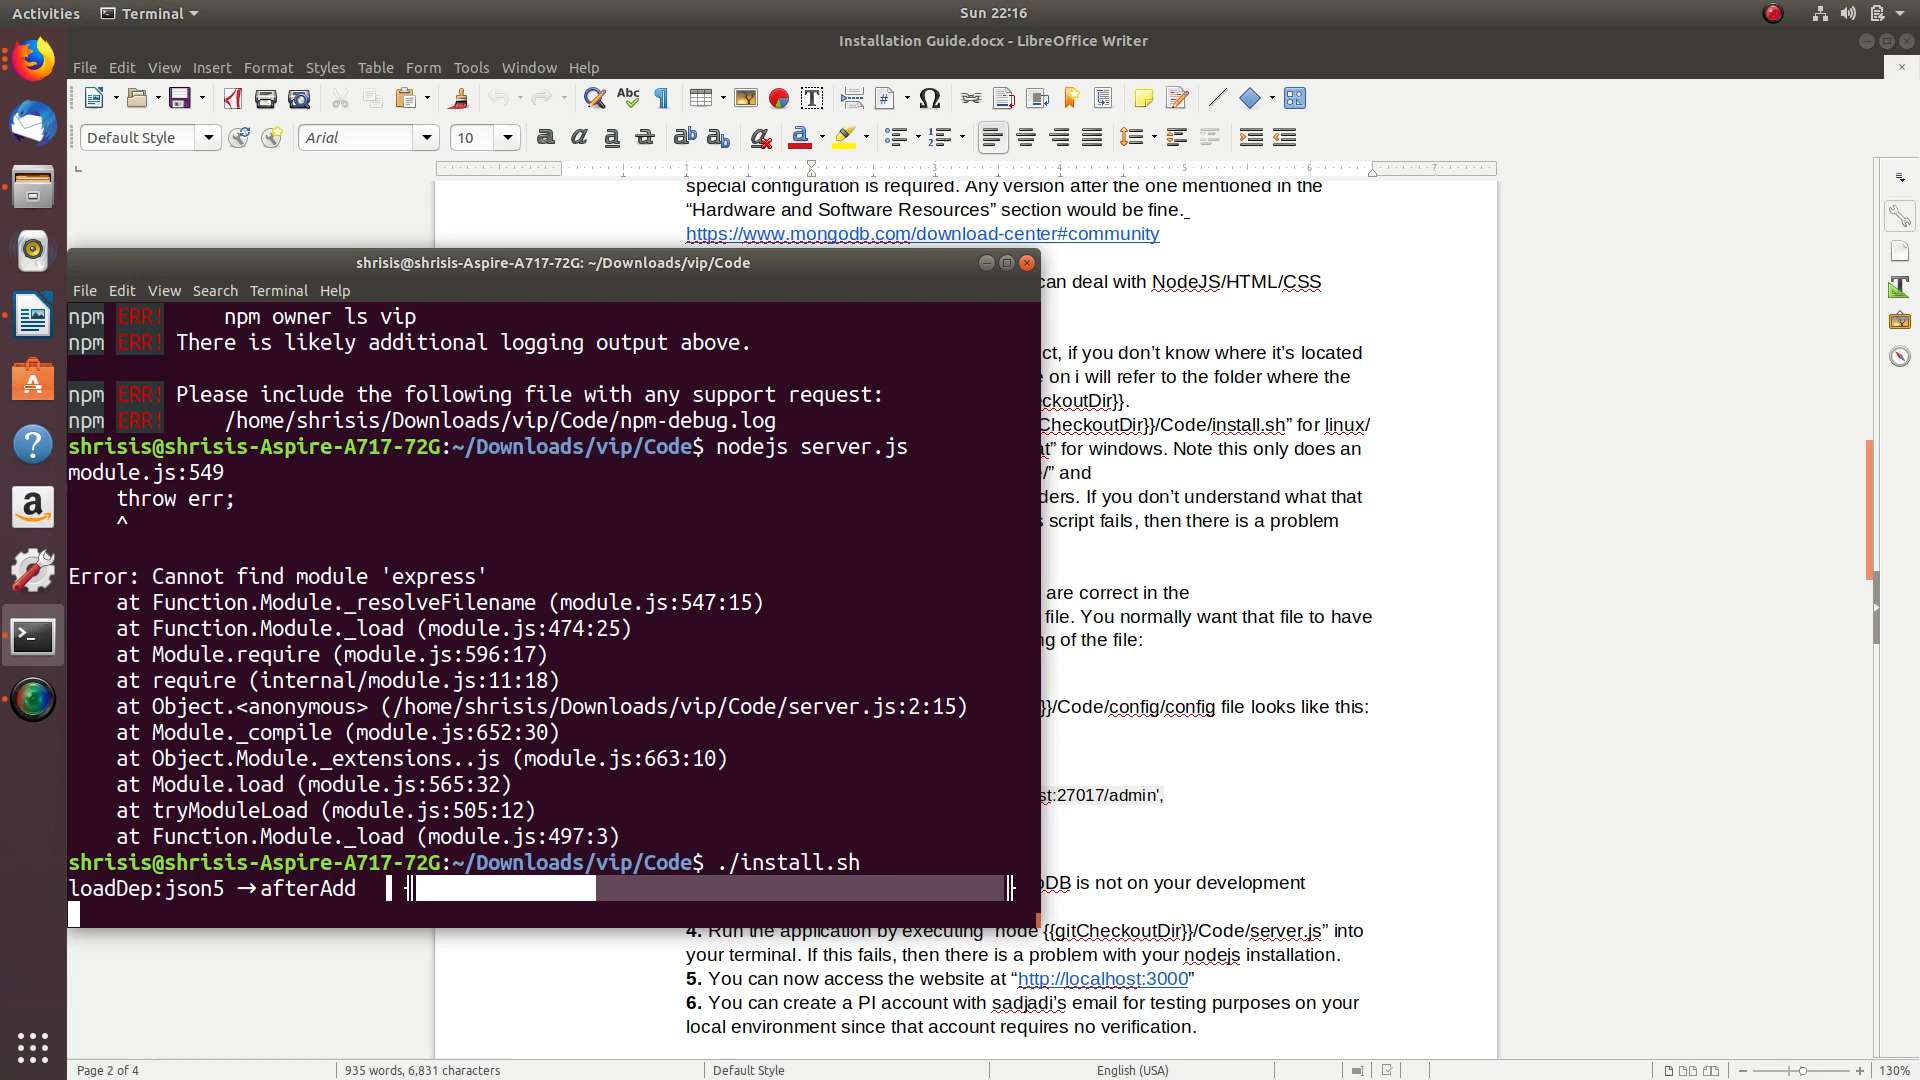 Activities Terminal Sun 22:16
Installation Guide.docx - LibreOffice Writer
File Edit View Insert Format Styles Table Form Tools Window Help
Default Style Arial 10
special configuration is required. Any version after the one mentioned in the
“Hardware and Software Resources” section would be fine.
https://www.mongodb.com/download-center#community
can deal with NodeJS/HTML/CSS
ct, if you don’t know where it’s located
on i will refer to the folder where the
ckoutDir}}.
CheckoutDir}}/Code/install.sh” for linux/
at” for windows. Note this only does an
/” and
ders. If you don’t understand what that
s script fails, then there is a problem
are correct in the
file. You normally want that file to have
ng of the file:
}}/Code/config/config file looks like this:
st:27017/admin',
oDB is not on your development
4. Run the application by executing “node {{gitCheckoutDir}}/Code/server.js” into
your terminal. If this fails, then there is a problem with your nodejs installation.
5. You can now access the website at “http://localhost:3000”
6. You can create a PI account with sadjadi’s email for testing purposes on your
local environment since that account requires no verification.
shrisis@shrisis-Aspire-A717-72G: ~/Downloads/vip/Code
File Edit View Search Terminal Help
npm ERR!     npm owner ls vip
npm ERR! There is likely additional logging output above.
npm ERR! Please include the following file with any support request:
npm ERR!     /home/shrisis/Downloads/vip/Code/npm-debug.log
shrisis@shrisis-Aspire-A717-72G:~/Downloads/vip/Code$ nodejs server.js
module.js:549
    throw err;
    ^
Error: Cannot find module 'express'
    at Function.Module._resolveFilename (module.js:547:15)
    at Function.Module._load (module.js:474:25)
    at Module.require (module.js:596:17)
    at require (internal/module.js:11:18)
    at Object.<anonymous> (/home/shrisis/Downloads/vip/Code/server.js:2:15)
    at Module._compile (module.js:652:30)
    at Object.Module._extensions..js (module.js:663:10)
    at Module.load (module.js:565:32)
    at tryModuleLoad (module.js:505:12)
    at Function.Module._load (module.js:497:3)
shrisis@shrisis-Aspire-A717-72G:~/Downloads/vip/Code$ ./install.sh
loadDep:json5 → afterAdd
Page 2 of 4 935 words, 6,831 characters Default Style English (USA) 130%